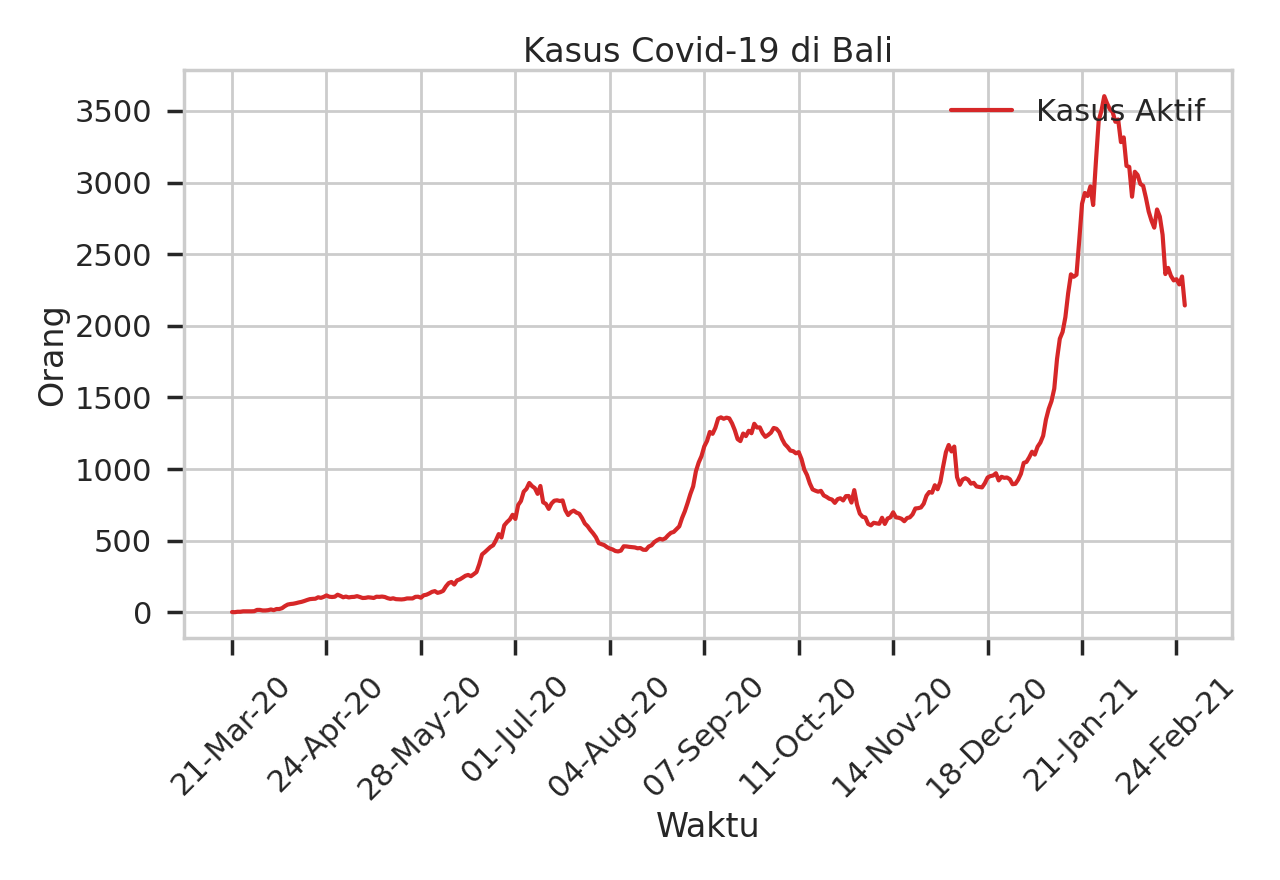 Kasus Covid-19 di Bali
Kasus Aktif
Orang
3500
3000
2500
2000
1500
1000
500
0
21-Mar-20
24-Apr-20
28-May-20
01-Jul-20
04-Aug-20
07-Sep-20
11-Oct-20
14-Nov-20
18-Dec-20
21-Jan-21
24-Feb-21
Waktu